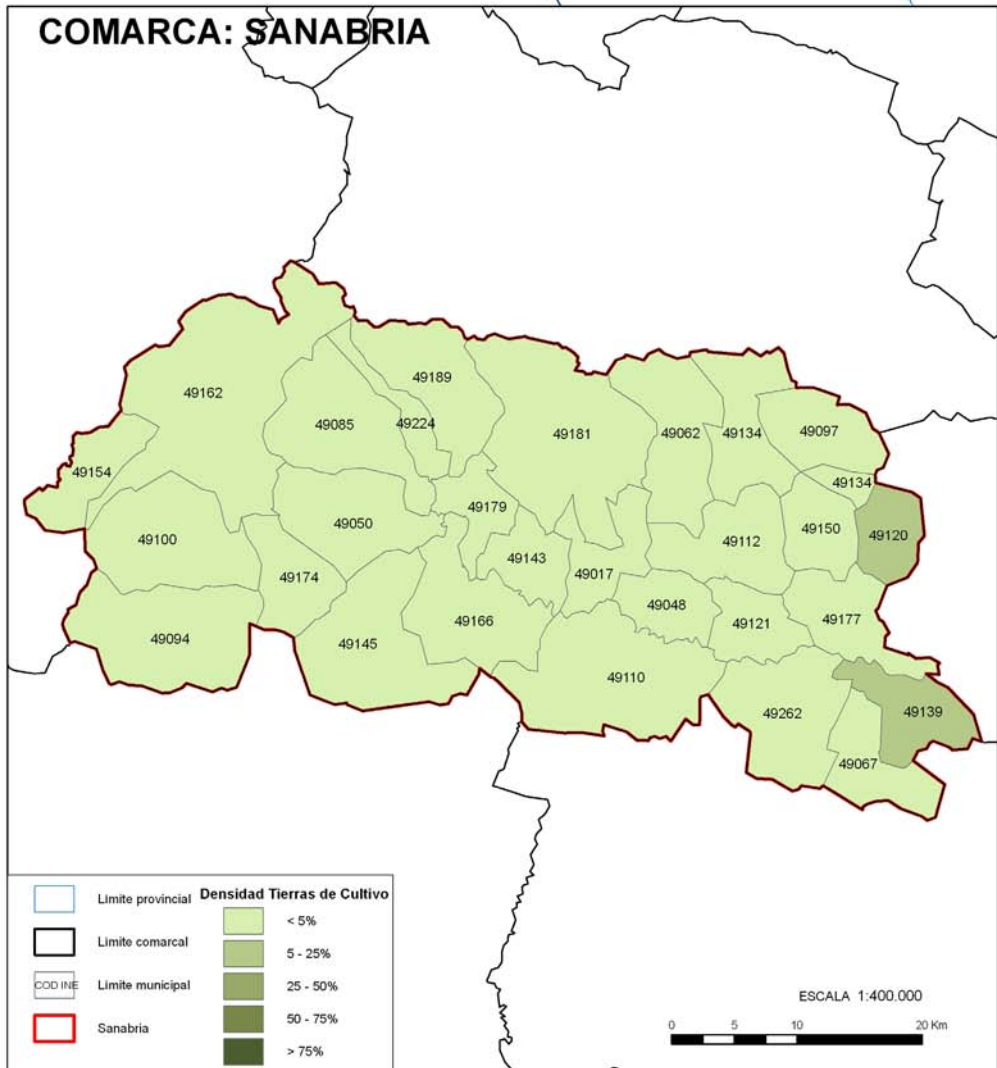 COMARCA: SANABRIA
49189
49162
49085
49224
49181
49062
49134
49097
49154
49134
49179
49050
49150
49120
49100
49112
49143
49017
49174
49048
49166
49121
49177
49094
49145
49110
49262
49139
49067
Densidad Tierras de Cultivo
Limite provincial
< 5%
Limite comarcal
5 - 25%
COD INE
Limite municipal
25 - 50%
50 - 75%
Sanabria
> 75%
ESCALA 1:400.000
0 5 10 20 Km